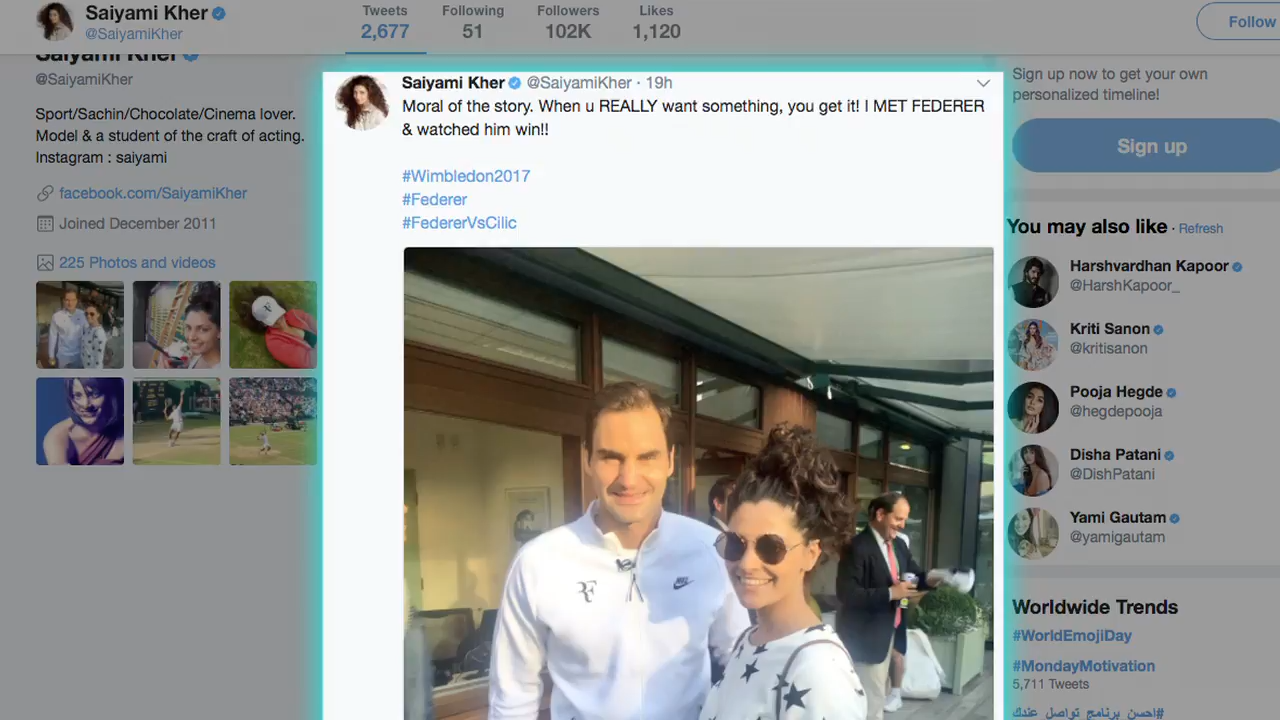 Saiyami Kher
@SaiyamiKher
Tweets
2,677
Following
51
Followers
102K
Likes
1,120
Follow
Saiyami Kher
@SaiyamiKher
Sport/Sachin/Chocolate/Cinema lover.
Model & a student of the craft of acting.
Instagram : saiyami
facebook.com/SaiyamiKher
Joined December 2011
225 Photos and videos
Saiyami Kher @SaiyamiKher · 19h
Moral of the story. When u REALLY want something, you get it! I MET FEDERER
& watched him win!!
#Wimbledon2017
#Federer
#FedererVsCilic
RF
Sign up now to get your own
personalized timeline!
Sign up
You may also like · Refresh
Harshvardhan Kapoor
@HarshKapoor_
Kriti Sanon
@kritisanon
Pooja Hegde
@hegdepooja
Disha Patani
@DishPatani
Yami Gautam
@yamigautam
Worldwide Trends
#WorldEmojiDay
#MondayMotivation
5,711 Tweets
#احسن_برنامج_تواصل_عندك